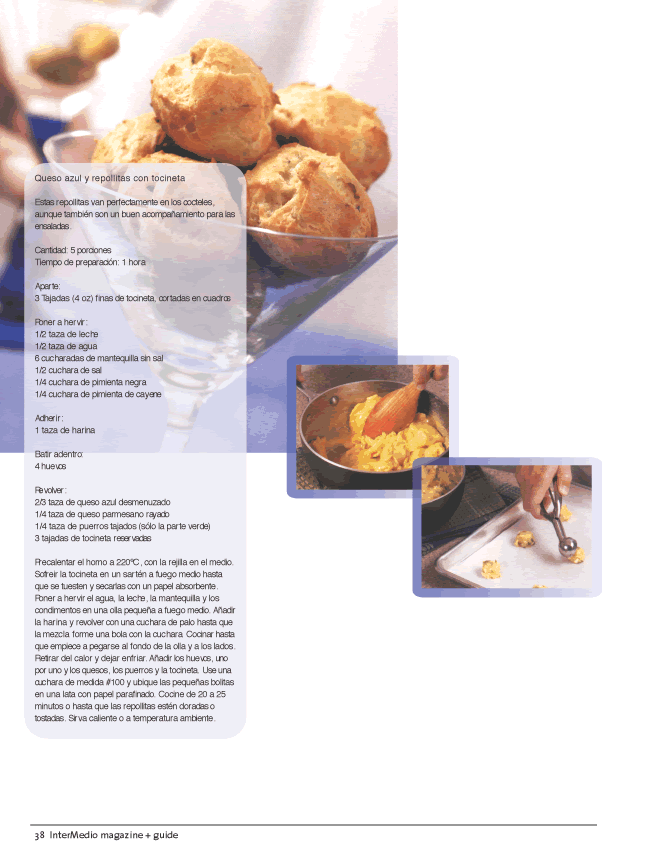 Queso azul y repollitas con tocineta
Estas repollitas van perfectamente en los cocteles,
aunque también son un buen acompañamiento para las
ensaladas.
Cantidad: 5 porciones
Tiempo de preparación: 1 hora
Aparte:
3 Tajadas (4 oz) finas de tocineta, cortadas en cuadros
Poner a hervir:
1/2 taza de leche
1/2 taza de agua
6 cucharadas de mantequilla sin sal
1/2 cuchara de sal
1/4 cuchara de pimienta negra
1/4 cuchara de pimienta de cayene
Adherir:
1 taza de harina
Batir adentro:
4 huevos
Revolver:
2/3 taza de queso azul desmenuzado
1/4 taza de queso parmesano rayado
1/4 taza de puerros tajados (sólo la parte verde)
3 tajadas de tocineta reservadas
Precalentar el horno a 220ºC, con la rejilla en el medio.
Sofreir la tocineta en un sartén a fuego medio hasta
que se tuesten y secarlas con un papel absorbente.
Poner a hervir el agua, la leche, la mantequilla y los
condimentos en una olla pequeña a fuego medio. Añadir
la harina y revolver con una cuchara de palo hasta que
la mezcla forme una bola con la cuchara. Cocinar hasta
que empiece a pegarse al fondo de la olla y a los lados.
Retirar del calor y dejar enfriar. Añadir los huevos, uno
por uno y los quesos, los puerros y la tocineta. Use una
cuchara de medida #100 y ubique las pequeñas bolitas
en una lata con papel parafinado. Cocine de 20 a 25
minutos o hasta que las repollitas estén doradas o
tostadas. Sirva caliente o a temperatura ambiente.
38 InterMedio magazine + guide